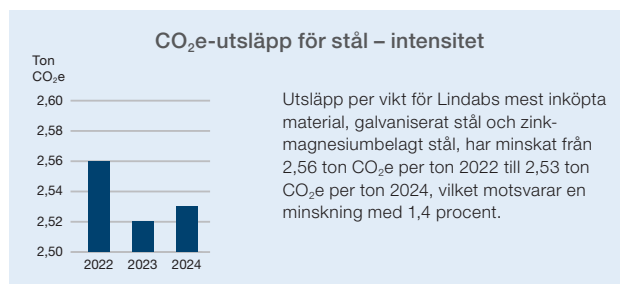 CO₂e-utsläpp för stål – intensitet
Ton
CO₂e
2,60
2,58
2,56
2,54
2,52
2,50
2022 2023 2024
Utsläpp per vikt för Lindabs mest inköpta
material, galvaniserat stål och zink-
magnesiumbelagt stål, har minskat från
2,56 ton CO₂e per ton 2022 till 2,53 ton
CO₂e per ton 2024, vilket motsvarar en
minskning med 1,4 procent.